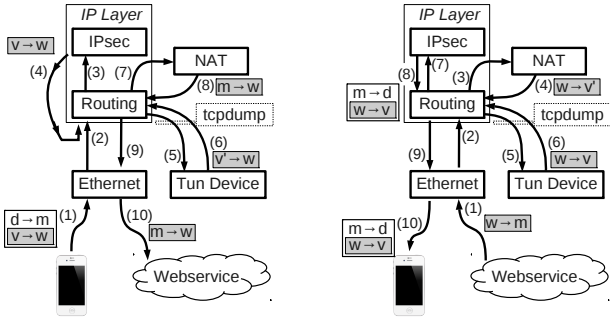 IP Layer
IPsec
v→w
(4)
(3)
(7)
NAT
(8)
m→w
Routing
tcpdump
(2)
(9)
(5)
(6)
v'→w
Ethernet
Tun Device
d→m
v→w
(1)
(10)
m→w
Webservice
IP Layer
IPsec
(8)
(7)
(3)
NAT
(4)
w→v'
m→d
w→v
Routing
tcpdump
(2)
(9)
(5)
(6)
w→v
Ethernet
Tun Device
m→d
w→v
(10)
(1)
w→m
Webservice